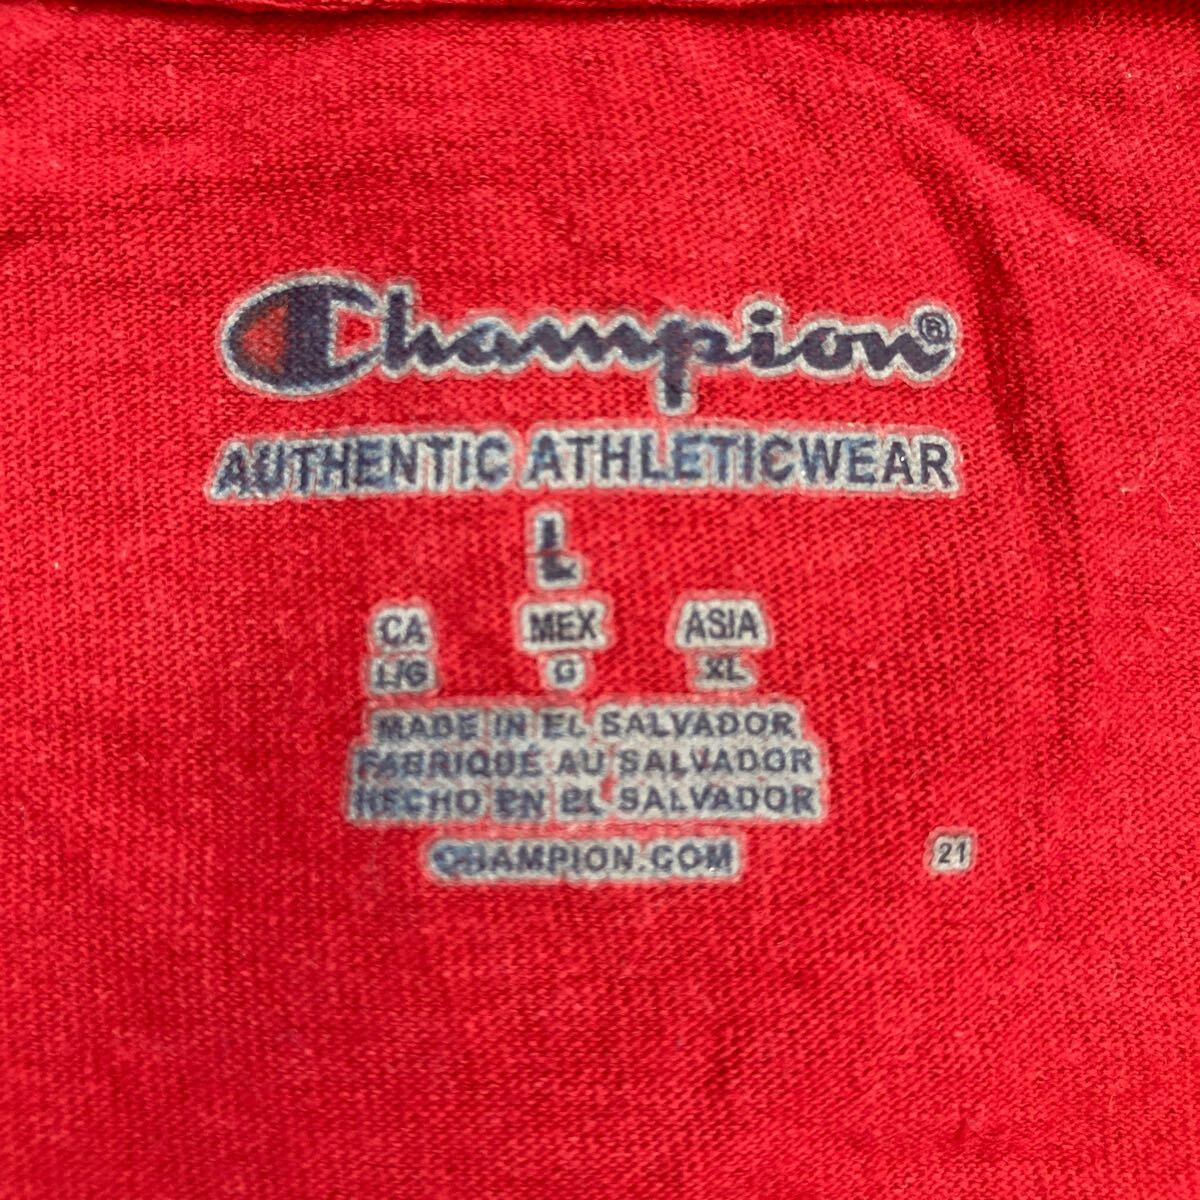 Champion®
AUTHENTIC ATHLETICWEAR
L
CA MEX ASIA
L/G G XL
MADE IN EL SALVADOR
FABRIQUÉ AU SALVADOR
HECHO EN EL SALVADOR
CHAMPION.COM
21